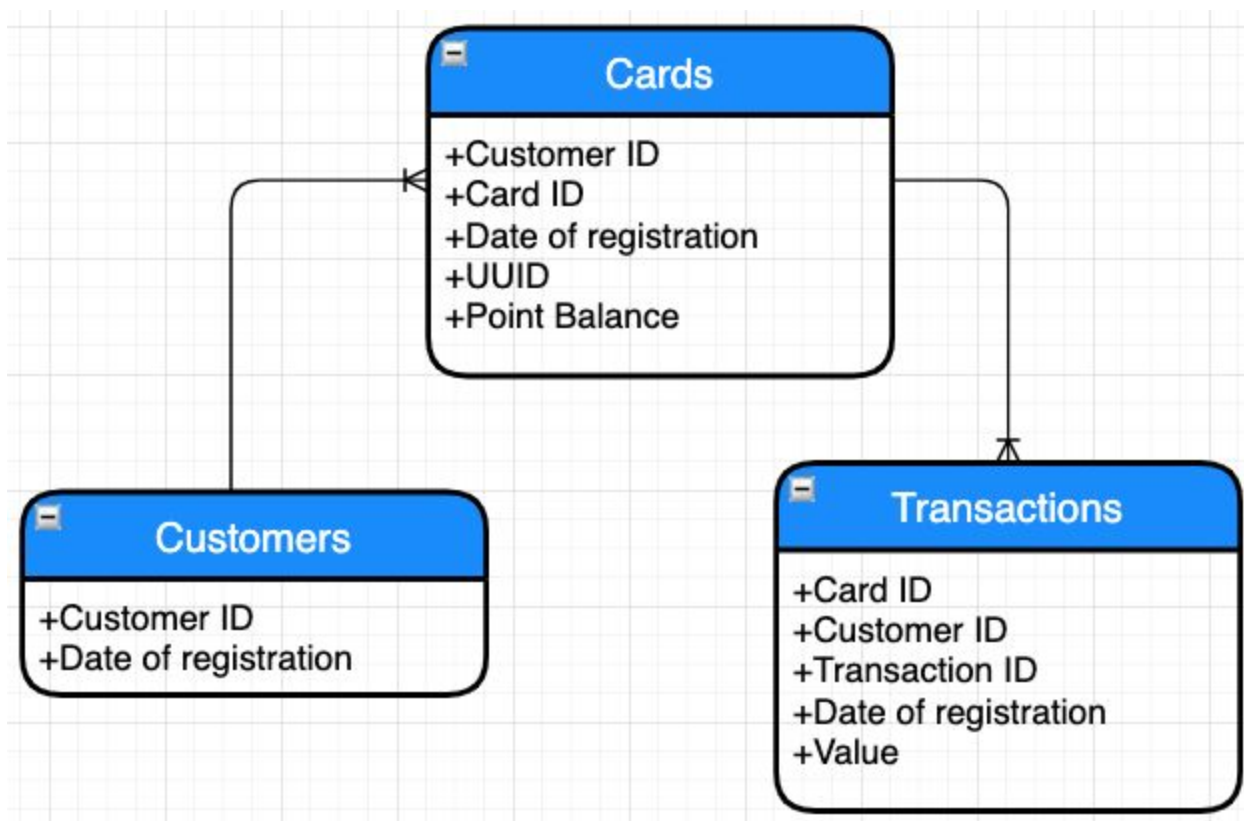 Cards
+Customer ID
+Card ID
+Date of registration
+UUID
+Point Balance
Customers
+Customer ID
+Date of registration
Transactions
+Card ID
+Customer ID
+Transaction ID
+Date of registration
+Value